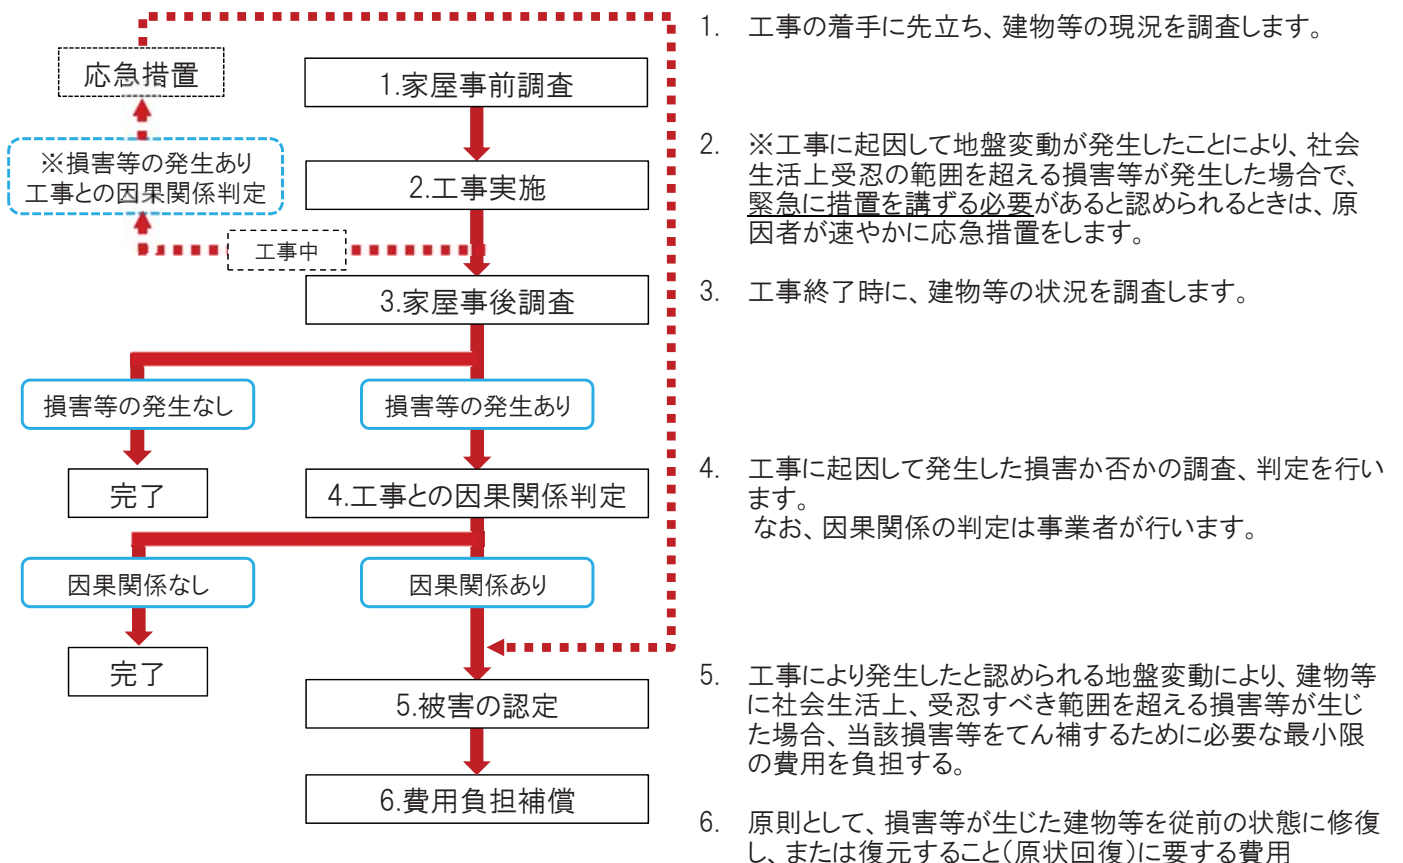 応急措置
※損害等の発生あり
工事との因果関係判定
工事中
1.家屋事前調査
2.工事実施
3.家屋事後調査
損害等の発生なし
損害等の発生あり
完了
4.工事との因果関係判定
因果関係なし
因果関係あり
完了
5.被害の認定
6.費用負担補償
1. 工事の着手に先立ち、建物等の現況を調査します。
2. ※工事に起因して地盤変動が発生したことにより、社会
生活上受忍の範囲を超える損害等が発生した場合で、
緊急に措置を講ずる必要があると認められるときは、原
因者が速やかに応急措置をします。
3. 工事終了時に、建物等の状況を調査します。
4. 工事に起因して発生した損害か否かの調査、判定を行い
ます。
なお、因果関係の判定は事業者が行います。
5. 工事により発生したと認められる地盤変動により、建物等
に社会生活上、受忍すべき範囲を超える損害等が生じ
た場合、当該損害等をてん補するために必要な最小限
の費用を負担する。
6. 原則として、損害等が生じた建物等を従前の状態に修復
し、または復元すること(原状回復)に要する費用